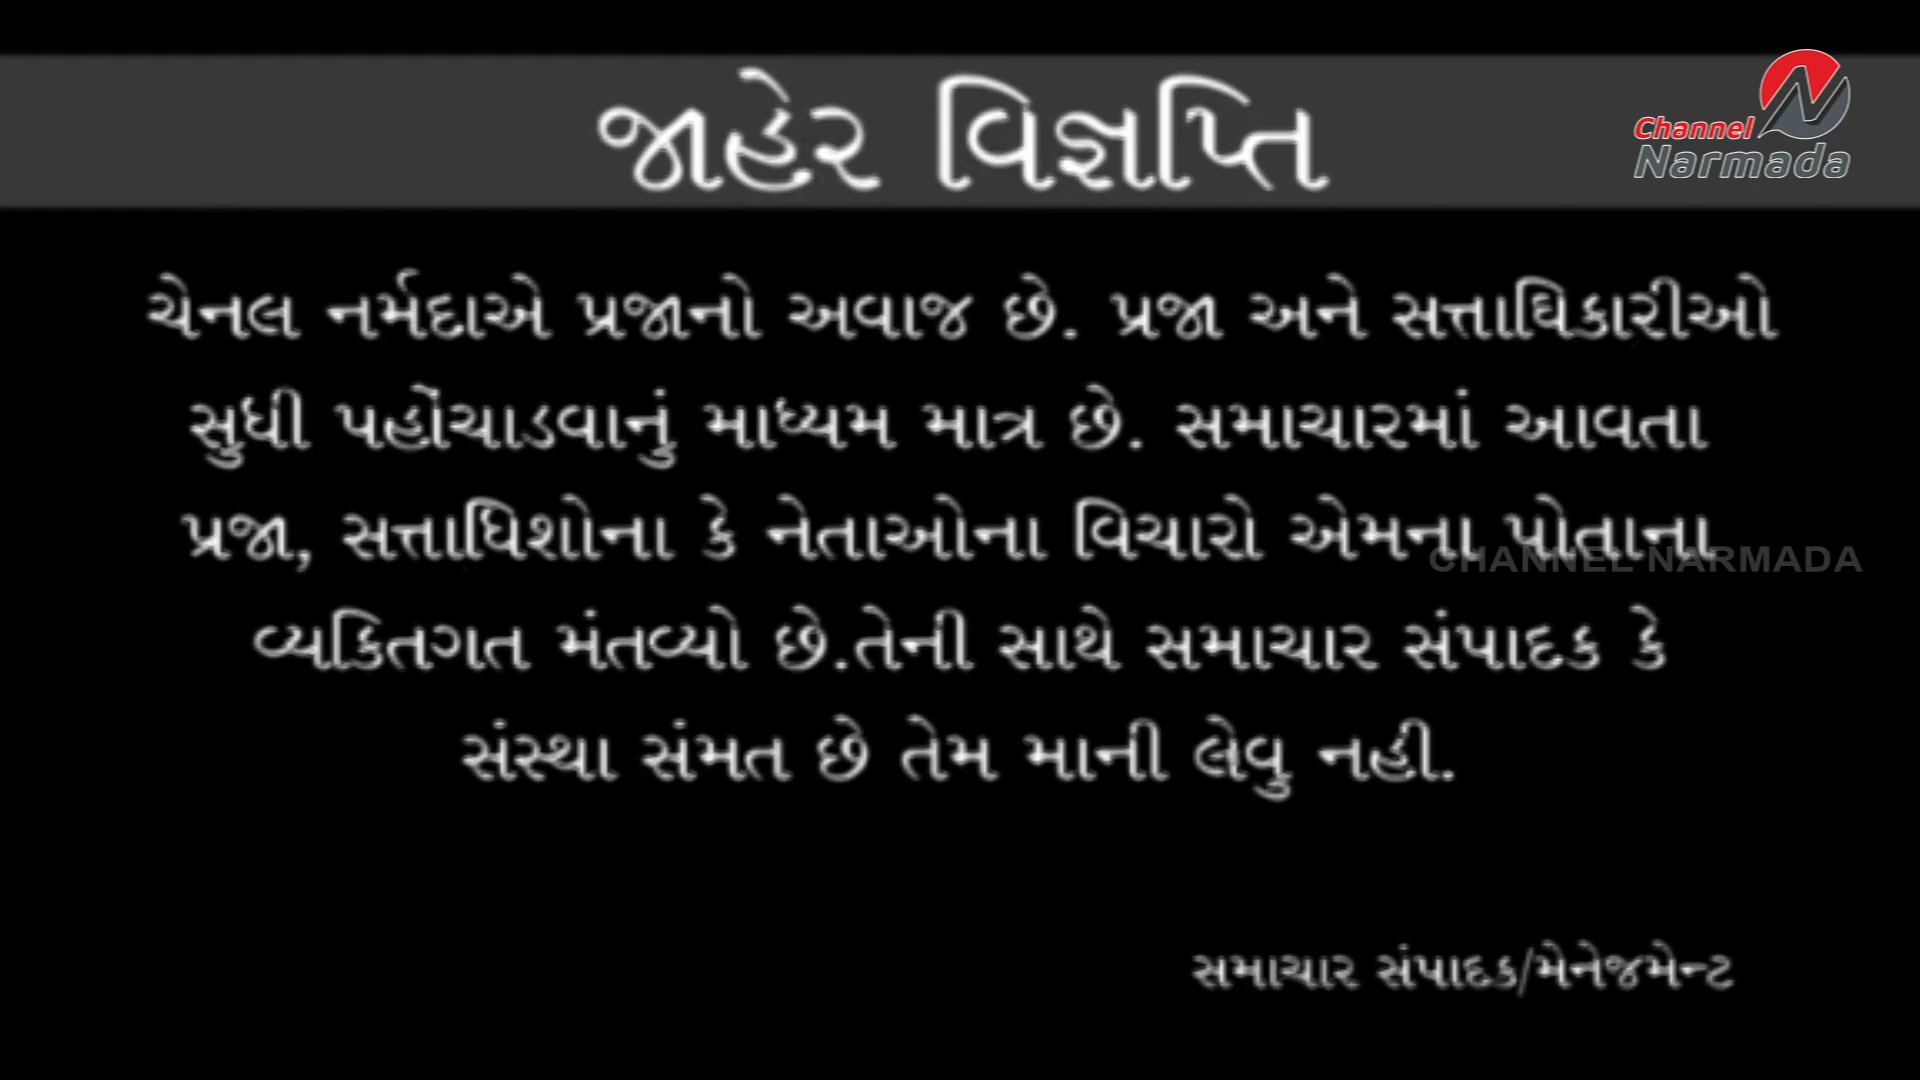 જાહેર વિજ્ઞપ્તિ
Channel
Narmada
ચેનલ નર્મદાએ પ્રજાનો અવાજ છે. પ્રજા અને સત્તાધિકારીઓ
સુધી પહોંચાડવાનું માધ્યમ માત્ર છે. સમાચારમાં આવતા
પ્રજા, સત્તાધિશોના કે નેતાઓના વિચારો એમના પોતાના
CHANNEL NARMADA
વ્યકિતગત મંતવ્યો છે.તેની સાથે સમાચાર સંપાદક કે
સંસ્થા સંમત છે તેમ માની લેવુ નહી.
સમાચાર સંપાદક/મેનેજમેન્ટ